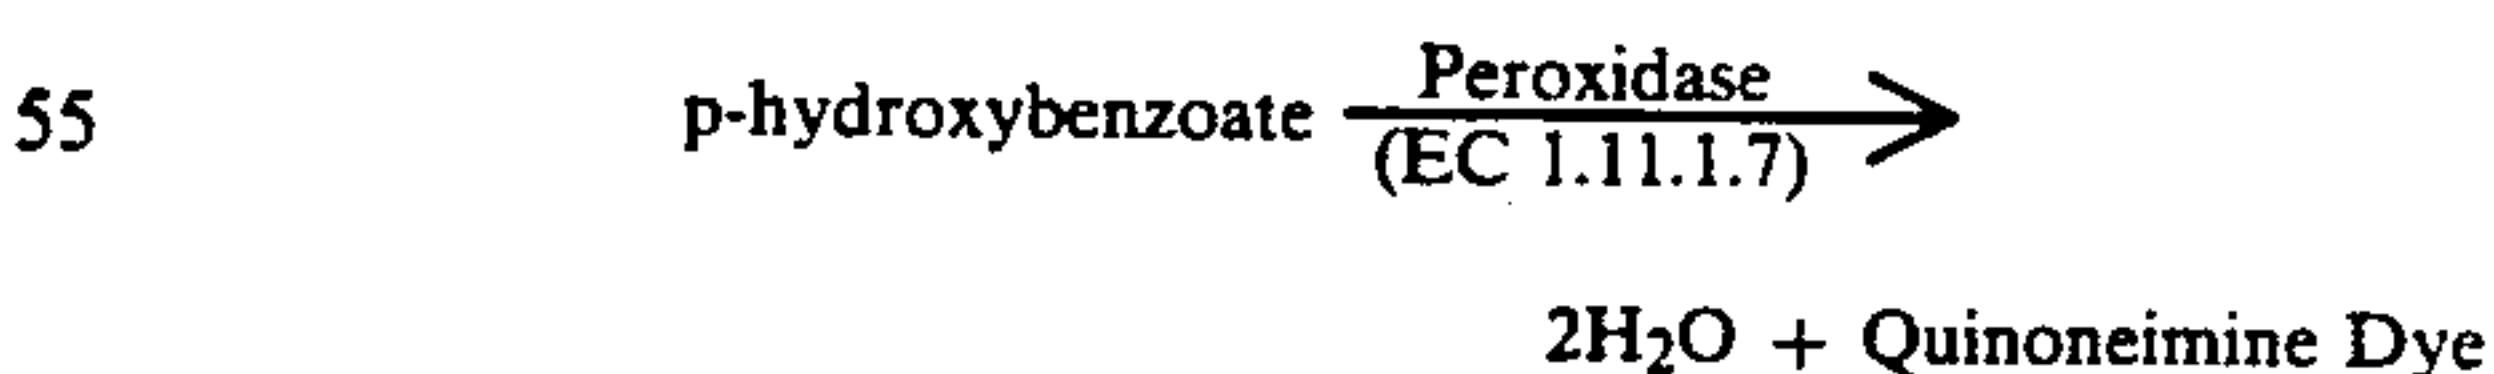 Peroxidase
55 p-hydroxybenzoate
(EC 1.11.1.7)
2H₂O + Quinoneimine Dye